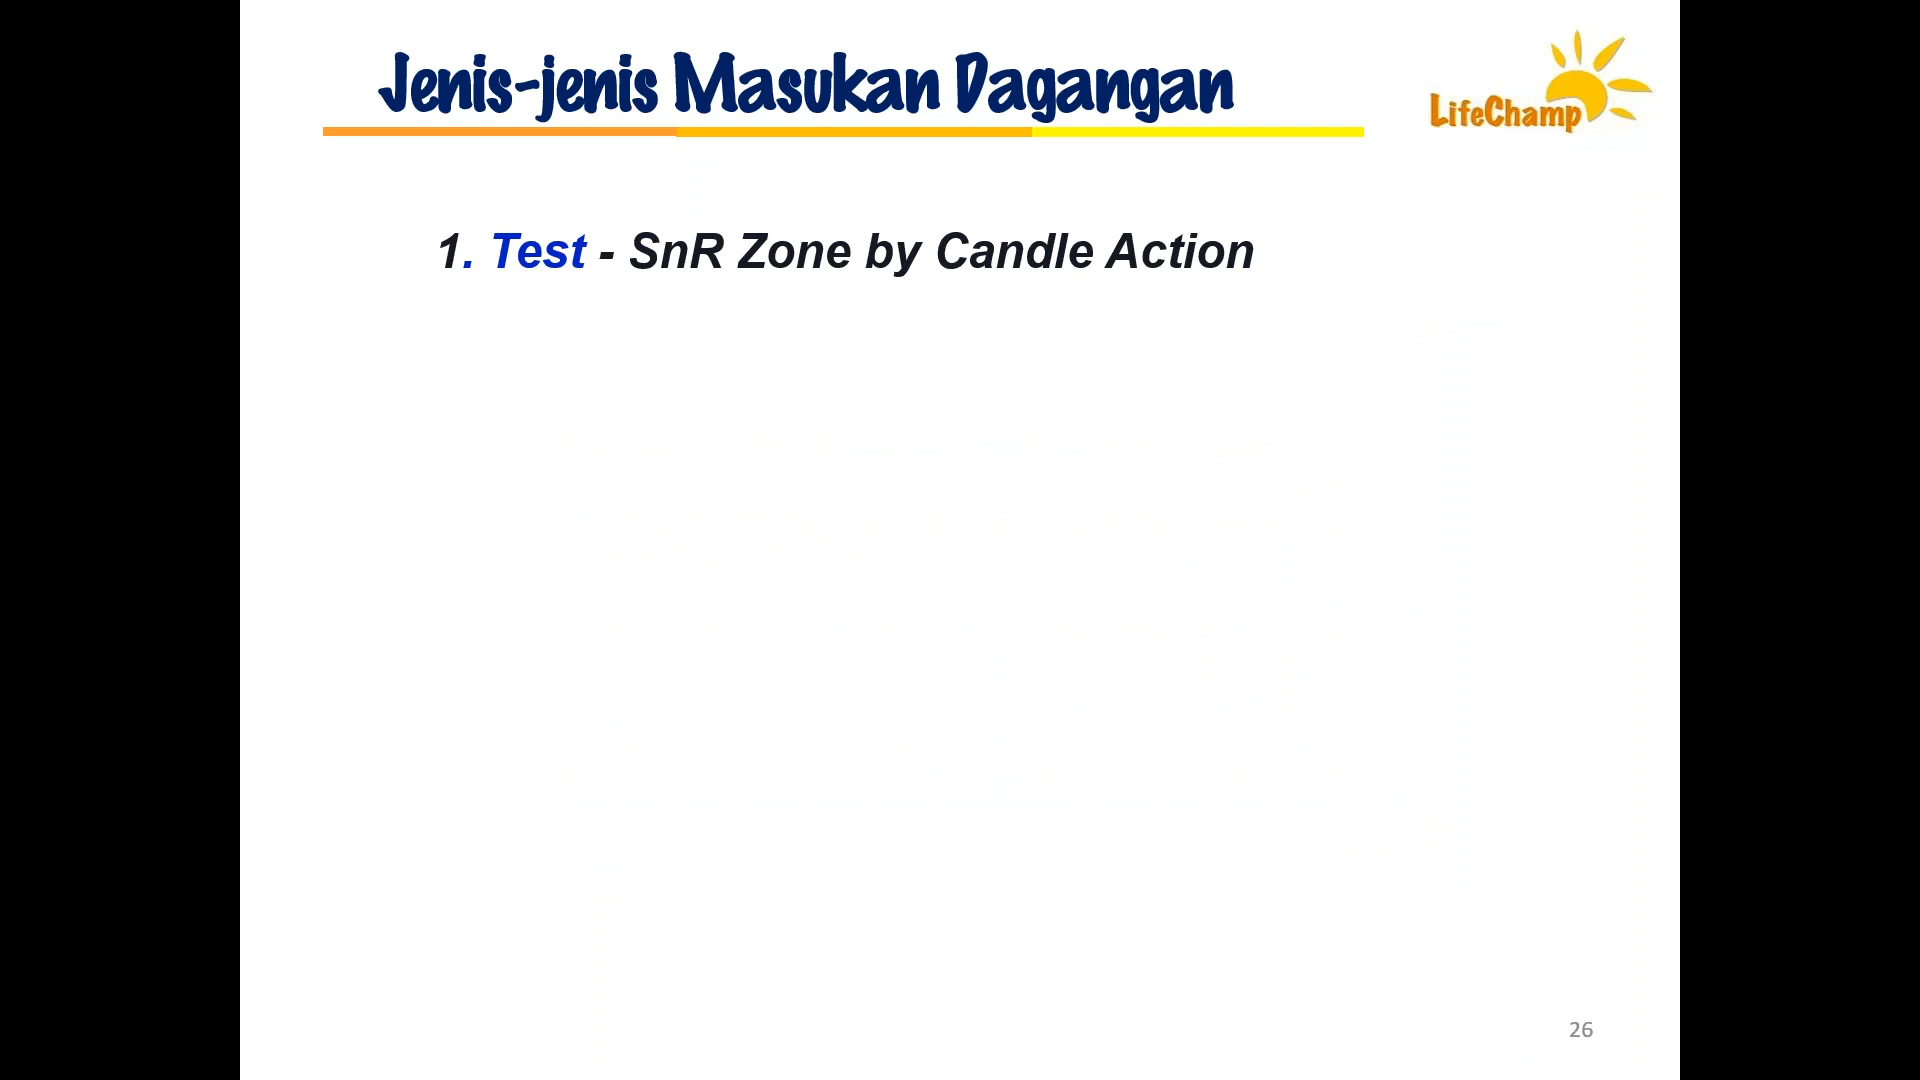 Jenis-jenis Masukan Dagangan
LifeChamp
1. Test - SnR Zone by Candle Action
26